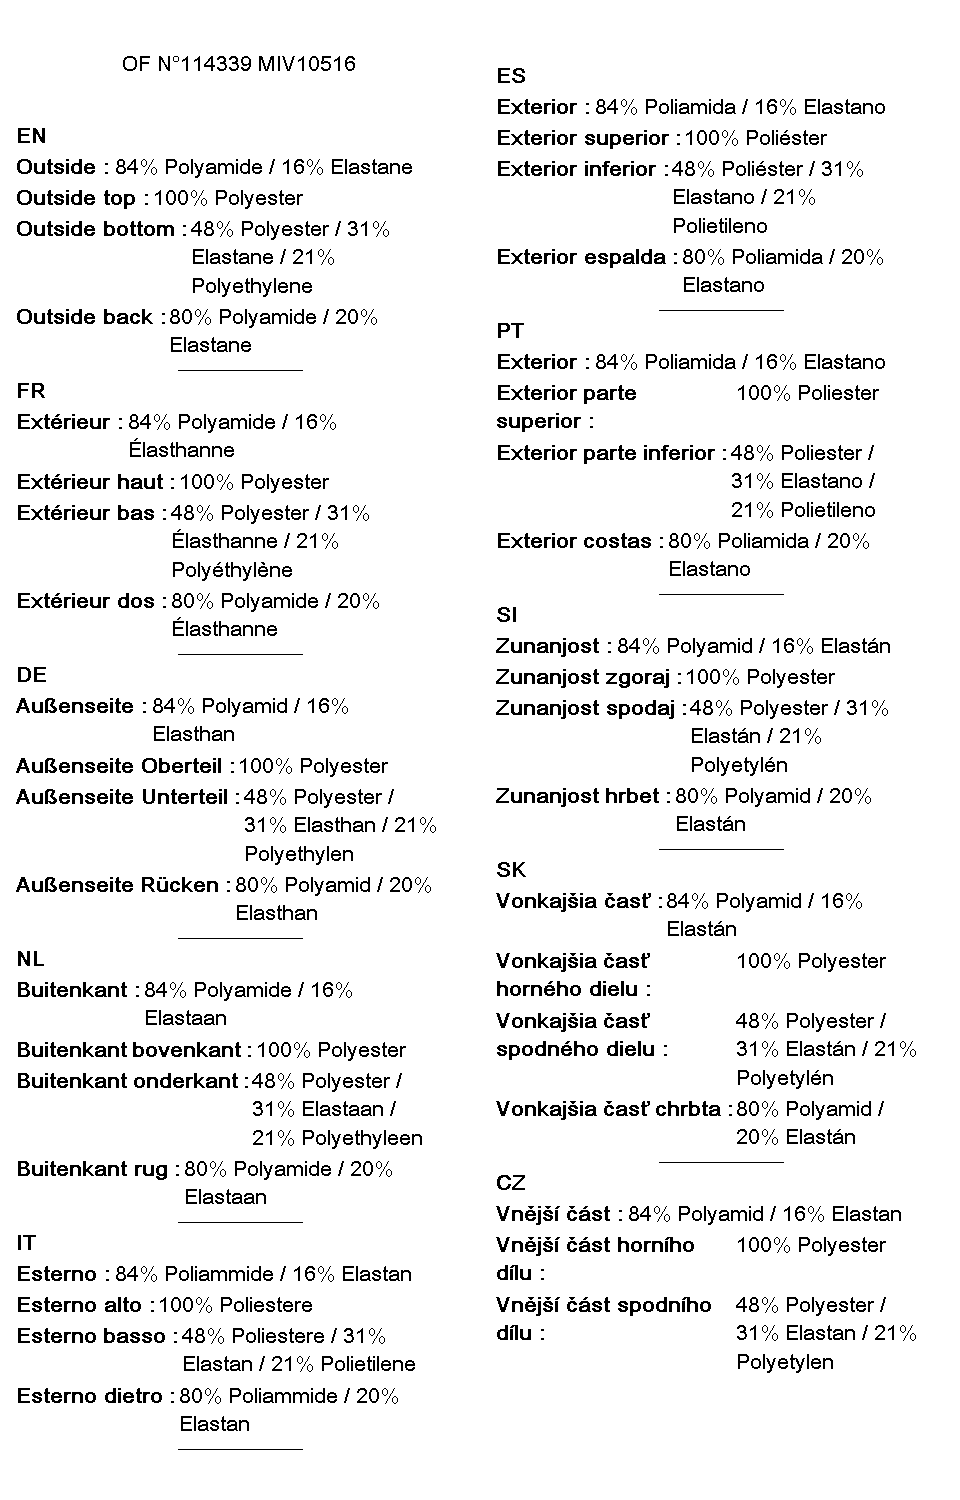 OF N°114339 MIV10516
EN
Outside : 84% Polyamide / 16% Elastane
Outside top : 100% Polyester
Outside bottom : 48% Polyester / 31%
Elastane / 21%
Polyethylene
Outside back : 80% Polyamide / 20%
Elastane
FR
Extérieur : 84% Polyamide / 16%
Élasthanne
Extérieur haut : 100% Polyester
Extérieur bas : 48% Polyester / 31%
Élasthanne / 21%
Polyéthylène
Extérieur dos : 80% Polyamide / 20%
Élasthanne
DE
Außenseite : 84% Polyamid / 16%
Elasthan
Außenseite Oberteil : 100% Polyester
Außenseite Unterteil : 48% Polyester /
31% Elasthan / 21%
Polyethylen
Außenseite Rücken : 80% Polyamid / 20%
Elasthan
NL
Buitenkant : 84% Polyamide / 16%
Elastaan
Buitenkant bovenkant : 100% Polyester
Buitenkant onderkant : 48% Polyester /
31% Elastaan /
21% Polyethyleen
Buitenkant rug : 80% Polyamide / 20%
Elastaan
IT
Esterno : 84% Poliammide / 16% Elastan
Esterno alto : 100% Poliestere
Esterno basso : 48% Poliestere / 31%
Elastan / 21% Polietilene
Esterno dietro : 80% Poliammide / 20%
Elastan
ES
Exterior : 84% Poliamida / 16% Elastano
Exterior superior : 100% Poliéster
Exterior inferior : 48% Poliéster / 31%
Elastano / 21%
Polietileno
Exterior espalda : 80% Poliamida / 20%
Elastano
PT
Exterior : 84% Poliamida / 16% Elastano
Exterior parte 100% Poliester
superior :
Exterior parte inferior : 48% Poliester /
31% Elastano /
21% Polietileno
Exterior costas : 80% Poliamida / 20%
Elastano
SI
Zunanjost : 84% Polyamid / 16% Elastán
Zunanjost zgoraj : 100% Polyester
Zunanjost spodaj : 48% Polyester / 31%
Elastán / 21%
Polyetylén
Zunanjost hrbet : 80% Polyamid / 20%
Elastán
SK
Vonkajšia časť : 84% Polyamid / 16%
Elastán
Vonkajšia časť 100% Polyester
horného dielu :
Vonkajšia časť 48% Polyester /
spodného dielu : 31% Elastán / 21%
Polyetylén
Vonkajšia časť chrbta : 80% Polyamid /
20% Elastán
CZ
Vnější část : 84% Polyamid / 16% Elastan
Vnější část horního 100% Polyester
dílu :
Vnější část spodního 48% Polyester /
dílu : 31% Elastan / 21%
Polyetylen